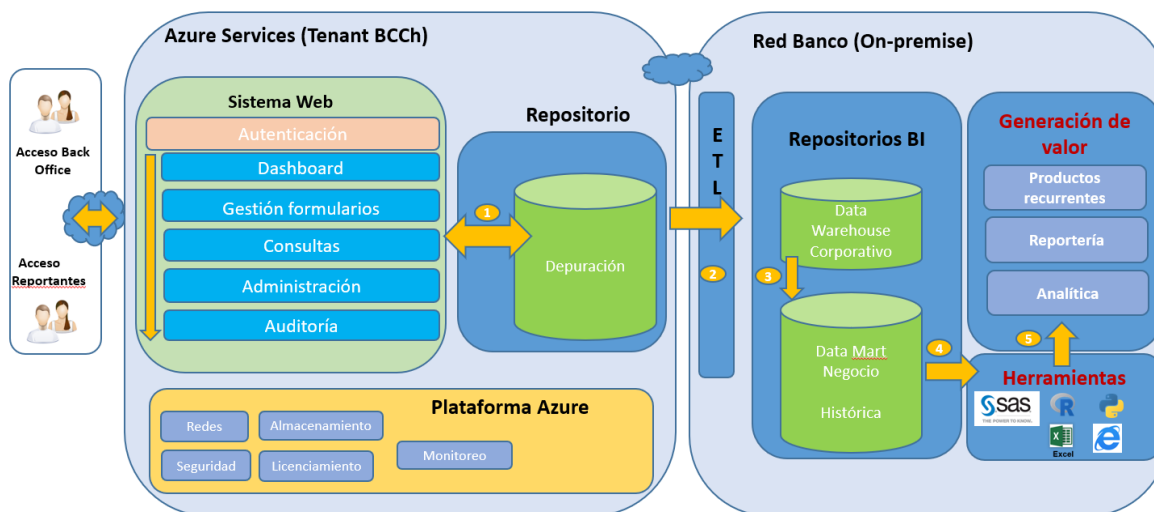 Azure Services (Tenant BCCh)
Red Banco (On-premise)
Acceso Back
Office
Acceso
Reportantes
Sistema Web
Autenticación
Dashboard
Gestión formularios
Consultas
Administración
Auditoría
Repositorio
1
Depuración
Plataforma Azure
Redes
Almacenamiento
Seguridad
Licenciamiento
Monitoreo
E
T
L
2
Repositorios BI
Data
Warehouse
Corporativo
3
Data Mart
Negocio
Histórica
4
Generación de
valor
Productos
recurrentes
Reportería
Analítica
5
Herramientas
sas
THE POWER TO KNOW.
R
Excel